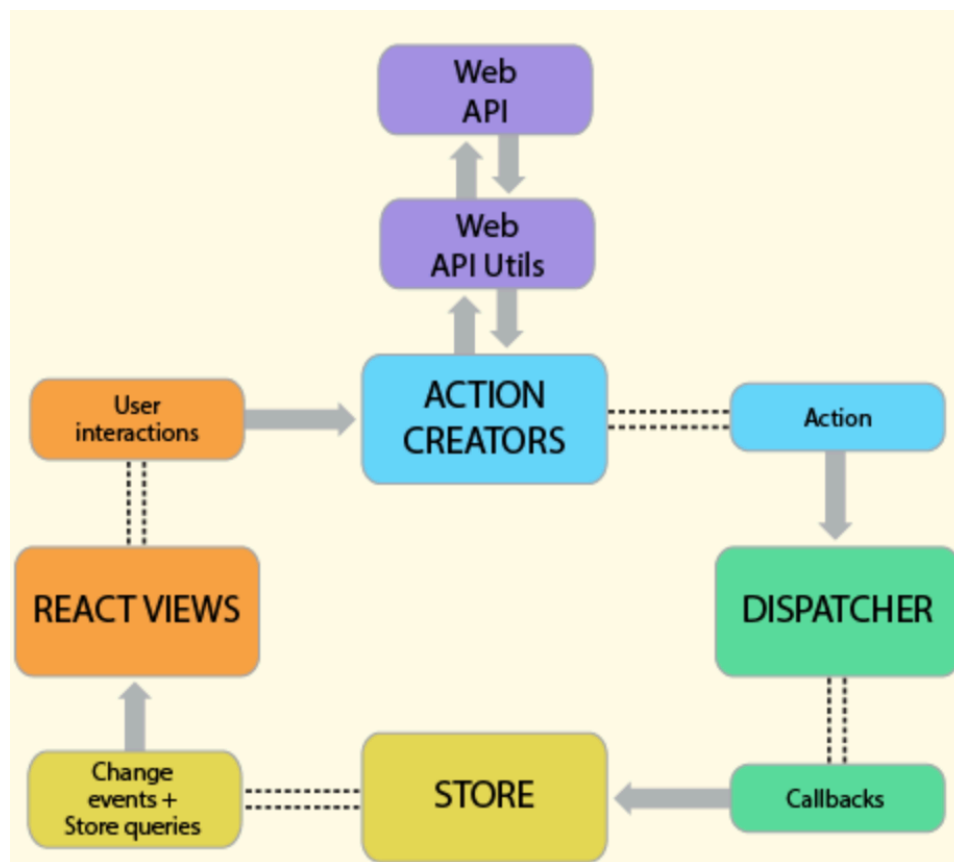 Web
API
Web
API Utils
User
interactions
ACTION
CREATORS
Action
REACT VIEWS
DISPATCHER
Change
events +
Store queries
STORE
Callbacks